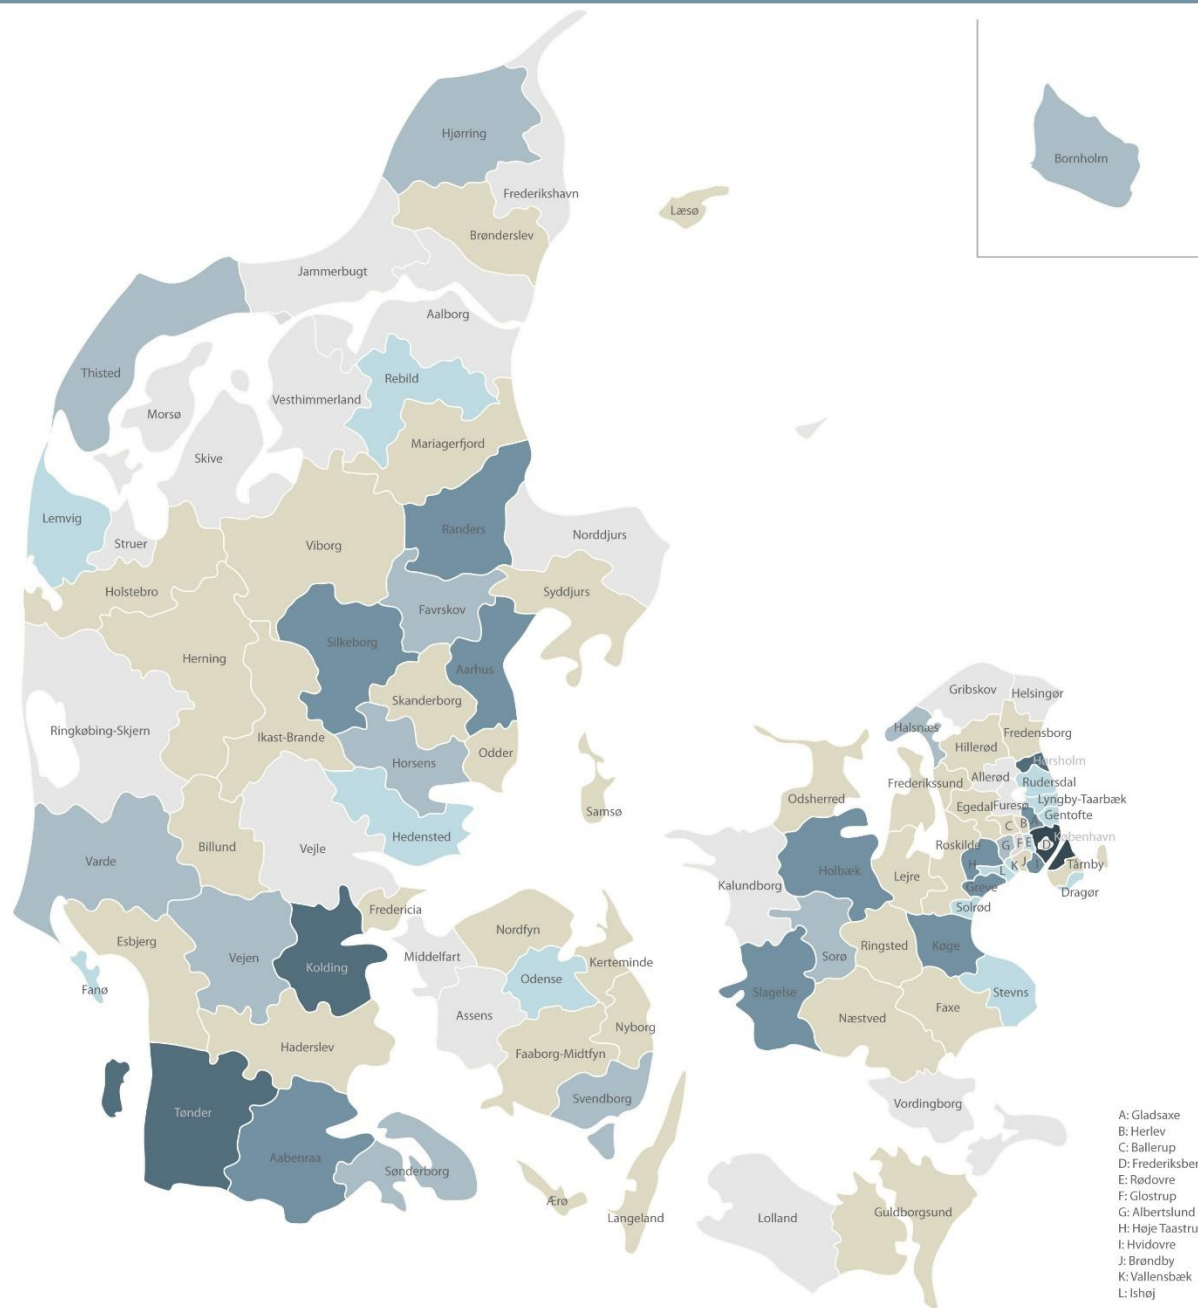 Hjørring
Bornholm
Frederikshavn
Læsø
Brønderslev
Jammerbugt
Aalborg
Thisted
Rebild
Vesthimmerland
Morsø
Mariagerfjord
Skive
Lemvig
Randers
Norddjurs
Struer
Viborg
Holstebro
Syddjurs
Favrskov
Silkeborg
Herning
Aarhus
Gribskov
Helsingør
Skanderborg
Ringkøbing-Skjern
Halsnæs
Fredensborg
Ikast-Brande
Hillerød
Odder
Horsens
Hørsholm
Allerød
Frederikssund
Rudersdal
Odsherred
Lyngby-Taarbæk
Egedal
Furesø
Samsø
Gentofte
A
B
C
Hedensted
København
Billund
Vejle
Roskilde
G
F
E
D
Varde
H
J
I
K
L
Tårnby
Holbæk
Lejre
Kalundborg
Greve
Dragør
Solrød
Fredericia
Nordfyn
Esbjerg
Ringsted
Køge
Vejen
Middelfart
Sorø
Kerteminde
Kolding
Odense
Fanø
Slagelse
Stevns
Assens
Faxe
Næstved
Nyborg
Haderslev
Faaborg-Midtfyn
Svendborg
Vordingborg
Tønder
Aabenraa
Sønderborg
Ærø
Langeland
Lolland
Guldborgsund
A: Gladsaxe
B: Herlev
C: Ballerup
D: Frederiksber
E: Rødovre
F: Glostrup
G: Albertslund
H: Høje Taastru
I: Hvidovre
J: Brøndby
K: Vallensbæk
L: Ishøj